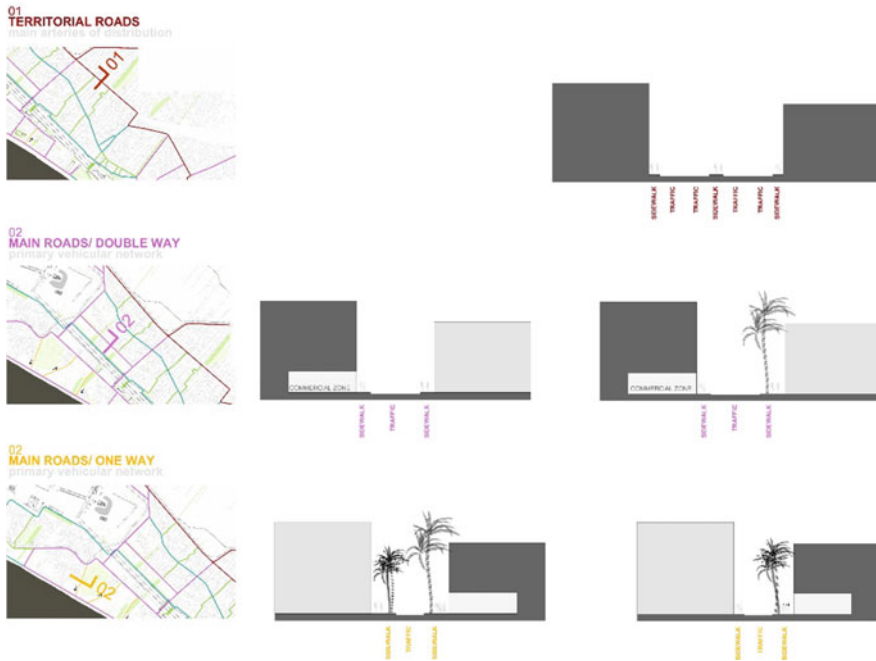 01
TERRITORIAL ROADS
main arteries of distribution
01
SIDEWALK
TRAFFIC
TRAFFIC
SIDEWALK
TRAFFIC
TRAFFIC
SIDEWALK
02
MAIN ROADS/ DOUBLE WAY
primary vehicular network
02
COMMERCIAL ZONE
SIDEWALK
TRAFFIC
SIDEWALK
COMMERCIAL ZONE
SIDEWALK
TRAFFIC
SIDEWALK
02
MAIN ROADS/ ONE WAY
primary vehicular network
02
SIDEWALK
TRAFFIC
SIDEWALK
SIDEWALK
TRAFFIC
SIDEWALK